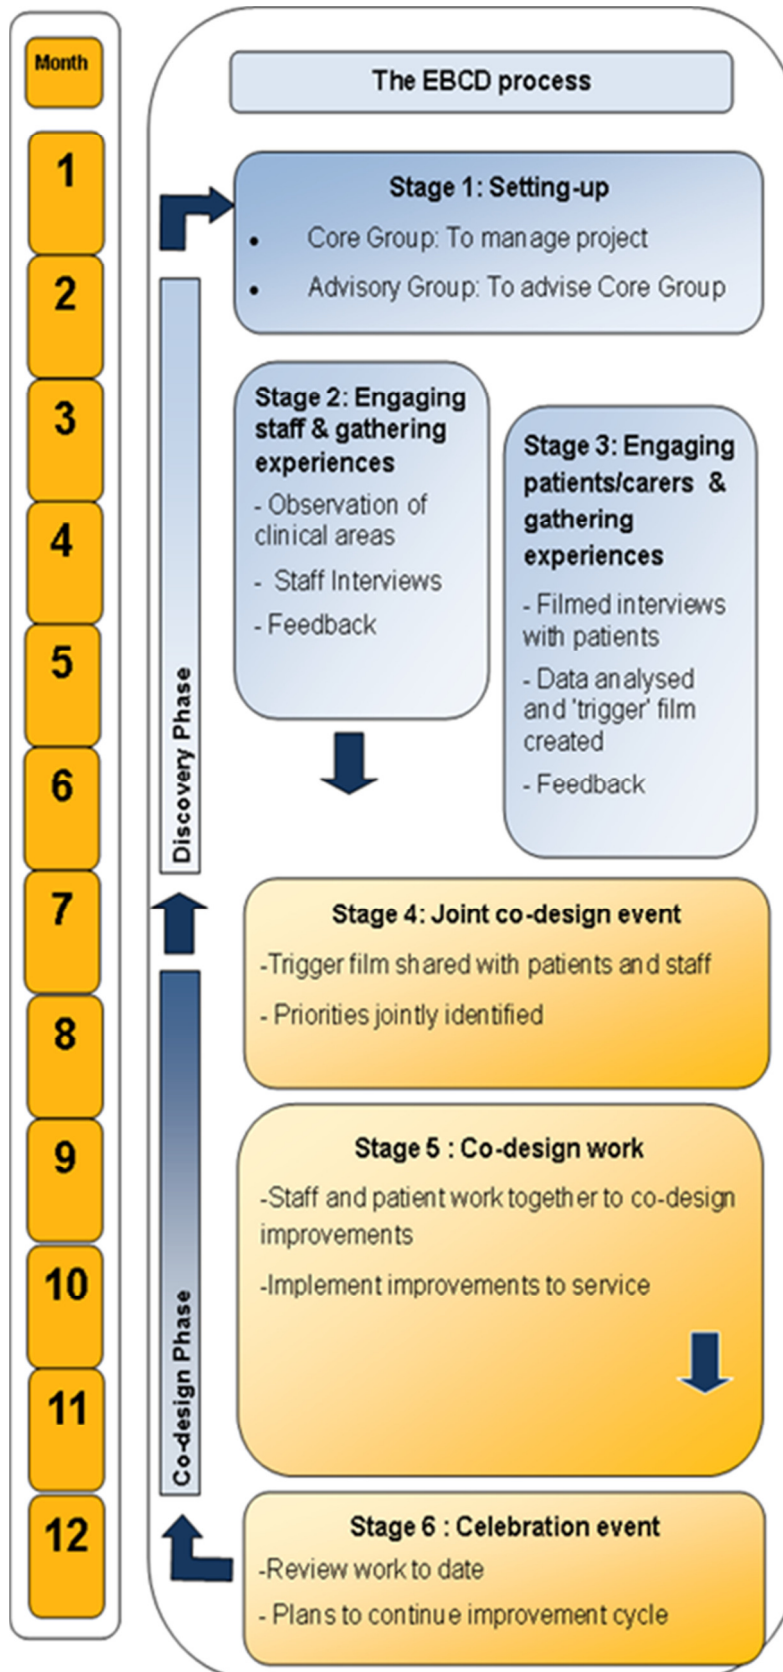 Month
1
2
3
4
5
6
7
8
9
10
11
12
The EBCD process
Stage 1: Setting-up
• Core Group: To manage project
• Advisory Group: To advise Core Group
Discovery Phase
Stage 2: Engaging
staff & gathering
experiences
- Observation of
clinical areas
- Staff Interviews
- Feedback
Stage 3: Engaging
patients/carers &
gathering
experiences
- Filmed interviews
with patients
- Data analysed
and 'trigger' film
created
- Feedback
Co-design Phase
Stage 4: Joint co-design event
-Trigger film shared with patients and staff
- Priorities jointly identified
Stage 5 : Co-design work
-Staff and patient work together to co-design
improvements
-Implement improvements to service
Stage 6 : Celebration event
-Review work to date
- Plans to continue improvement cycle